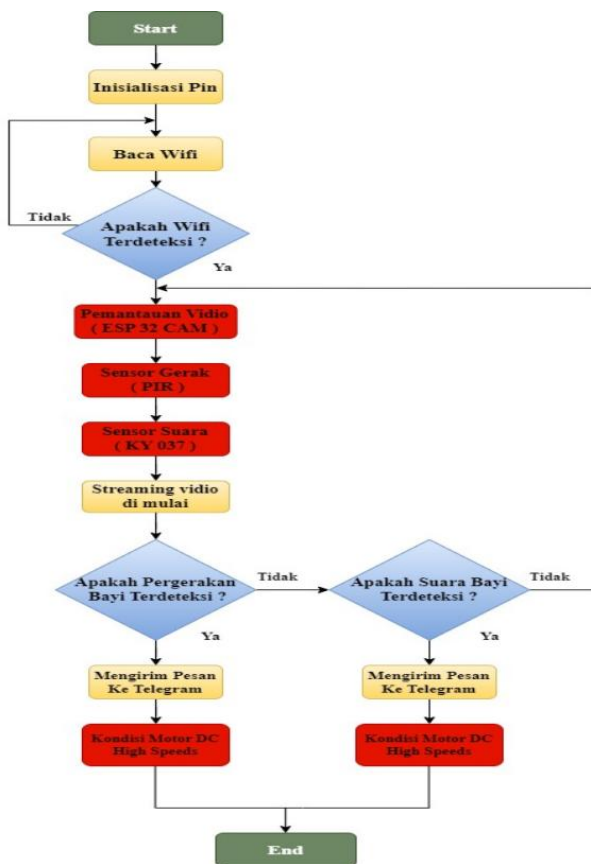 Start
Inisialisasi Pin
Baca Wifi
Tidak
Apakah Wifi
Terdeteksi ?
Ya
Pemantauan Vidio
( ESP 32 CAM )
Sensor Gerak
( PIR )
Sensor Suara
( KY 037 )
Streaming vidio
di mulai
Apakah Pergerakan
Bayi Terdeteksi ?
Tidak
Apakah Suara Bayi
Terdeteksi ?
Tidak
Ya
Ya
Mengirim Pesan
Ke Telegram
Mengirim Pesan
Ke Telegram
Kondisi Motor DC
High Speeds
Kondisi Motor DC
High Speeds
End